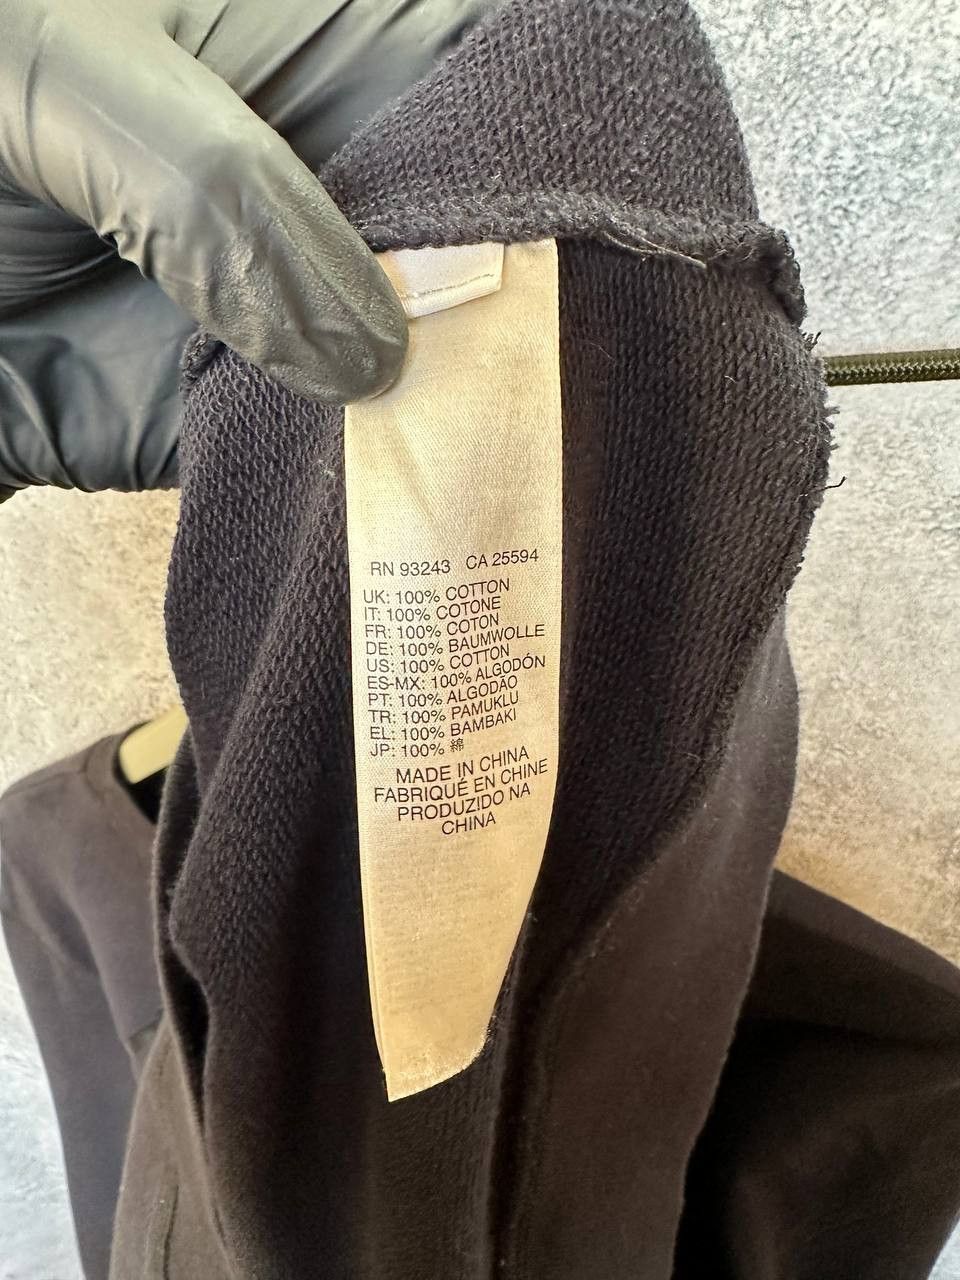 RN 93243 CA 25594
UK: 100% COTTON
IT: 100% COTONE
FR: 100% COTON
DE: 100% BAUMWOLLE
US: 100% COTTON
ES-MX: 100% ALGODÓN
PT: 100% ALGODÃO
TR: 100% PAMUKLU
EL: 100% BAMBAKI
JP: 100% 綿
MADE IN CHINA
FABRIQUÉ EN CHINE
PRODUZIDO NA
CHINA